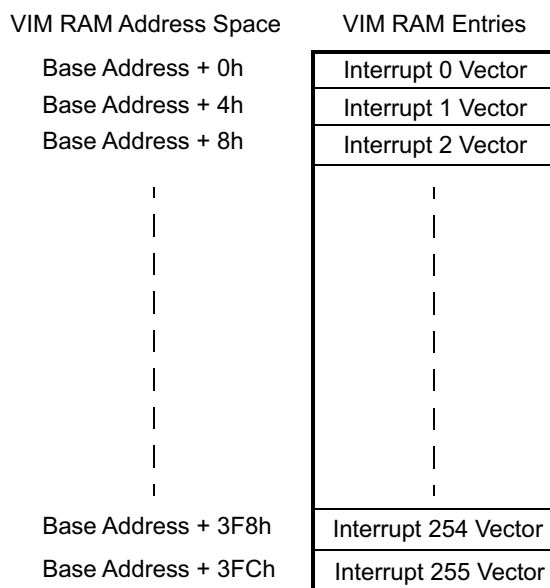 VIM RAM Address Space VIM RAM Entries
Base Address + 0h Interrupt 0 Vector
Base Address + 4h Interrupt 1 Vector
Base Address + 8h Interrupt 2 Vector
Base Address + 3F8h Interrupt 254 Vector
Base Address + 3FCh Interrupt 255 Vector